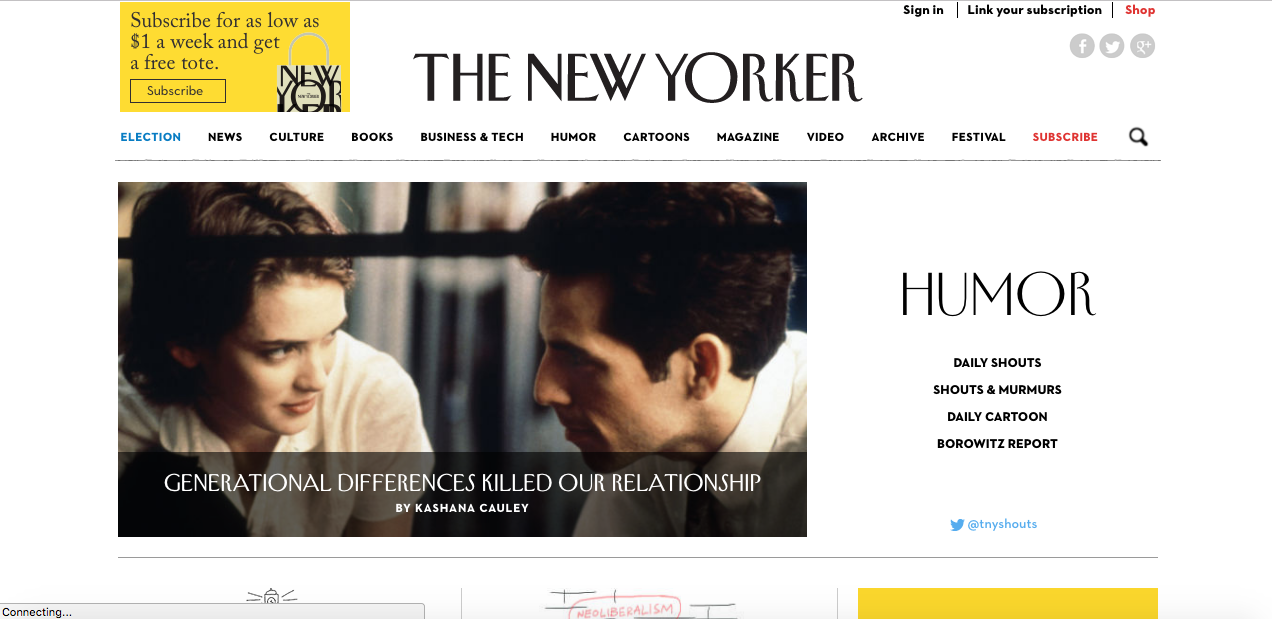 Subscribe for as low as
$1 a week and get
a free tote.
Subscribe
Sign in
Link your subscription
Shop
THE NEW YORKER
ELECTION NEWS CULTURE BOOKS BUSINESS & TECH HUMOR CARTOONS MAGAZINE VIDEO ARCHIVE FESTIVAL SUBSCRIBE
GENERATIONAL DIFFERENCES KILLED OUR RELATIONSHIP
BY KASHANA CAULEY
HUMOR
DAILY SHOUTS
SHOUTS & MURMURS
DAILY CARTOON
BOROWITZ REPORT
@tnyshouts
NEOLIBERALISM
Connecting...